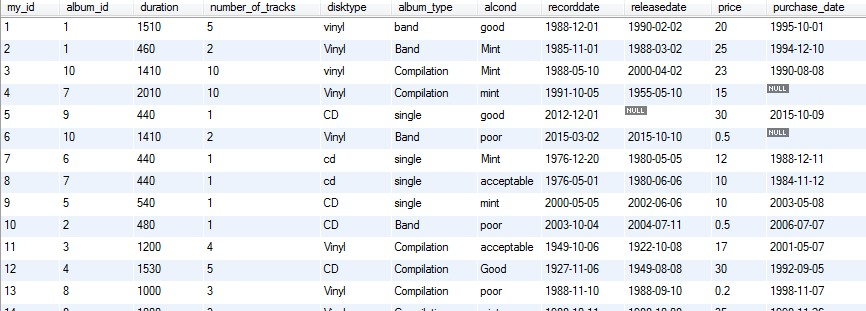 my_id album_id duration number_of_tracks disktype album_type alcond recorddate releasedate price purchase_date
1 1 1510 5 vinyl band good 1988-12-01 1990-02-02 20 1995-10-01
2 1 460 2 Vinyl Band Mint 1985-11-01 1988-03-02 25 1994-12-10
3 10 1410 10 vinyl Compilation Mint 1988-05-10 2000-04-02 23 1990-08-08
4 7 2010 10 Vinyl Compilation mint 1991-10-05 1955-05-10 15 NULL
5 9 440 1 CD single good 2012-12-01 NULL 30 2015-10-09
6 10 1410 2 Vinyl Band poor 2015-03-02 2015-10-10 0.5 NULL
7 6 440 1 cd single Mint 1976-12-20 1980-05-05 12 1988-12-11
8 7 440 1 cd single acceptable 1976-05-01 1980-06-06 10 1984-11-12
9 5 540 1 CD single mint 2000-05-05 2002-06-06 10 2003-05-08
10 2 480 1 CD Band poor 2003-10-04 2004-07-11 0.5 2006-07-07
11 3 1200 4 Vinyl Compilation acceptable 1949-10-06 1922-10-08 17 2001-05-07
12 4 1530 5 CD Compilation Good 1927-11-06 1949-08-08 30 1992-09-05
13 8 1000 3 Vinyl Compilation poor 1988-11-10 1988-09-10 0.2 1998-11-07